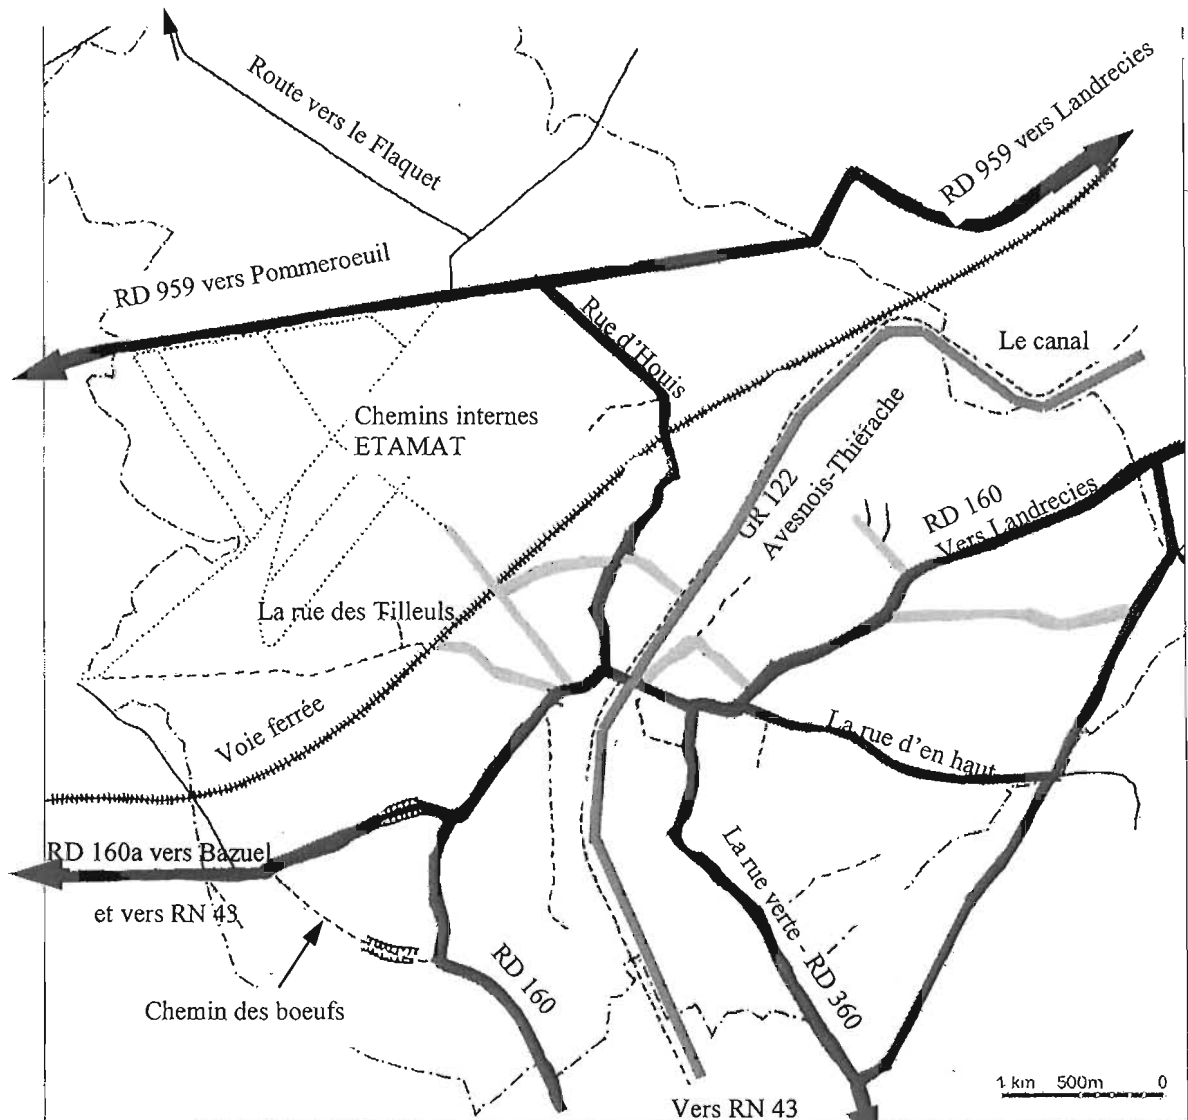 Route vers le Flaquet
RD 959 vers Landrecies
RD 959 vers Pommeroeuil
Rue d'Houis
Le canal
Chemins internes
ETAMAT
GR 122
Avesnois-Thiérache
RD 160
Vers Landrecies
La rue des Tilleuls
Voie ferrée
La rue d'en haut
RD 160a vers Bazuel
et vers RN 43
La rue verte - RD 360
RD 160
Chemin des boeufs
1 km 500m 0
Vers RN 43